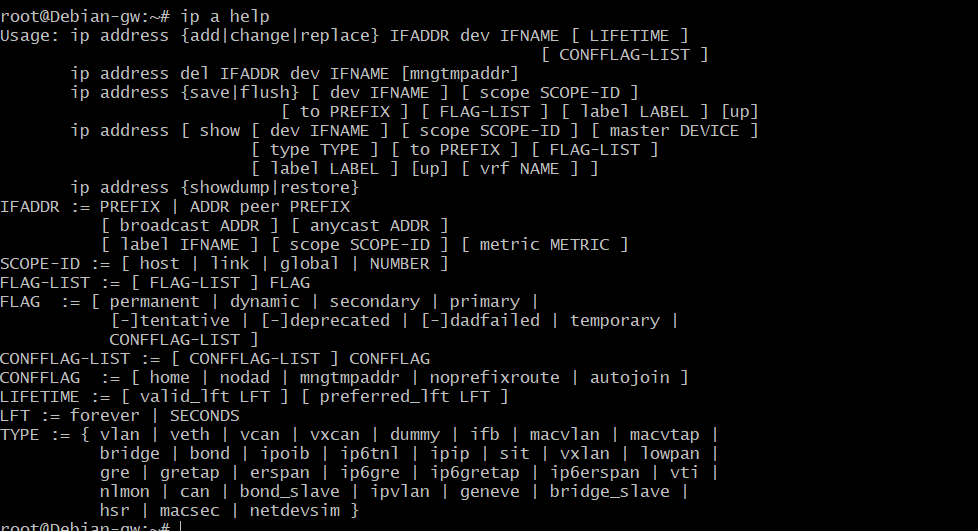 root@Debian-gw:~# ip a help
Usage: ip address {add|change|replace} IFADDR dev IFNAME [ LIFETIME ]
                                                      [ CONFFLAG-LIST ]
       ip address del IFADDR dev IFNAME [mngtmpaddr]
       ip address {save|flush} [ dev IFNAME ] [ scope SCOPE-ID ]
                            [ to PREFIX ] [ FLAG-LIST ] [ label LABEL ] [up]
       ip address [ show [ dev IFNAME ] [ scope SCOPE-ID ] [ master DEVICE ]
                         [ type TYPE ] [ to PREFIX ] [ FLAG-LIST ]
                         [ label LABEL ] [up] [ vrf NAME ] ]
       ip address {showdump|restore}
IFADDR := PREFIX | ADDR peer PREFIX
          [ broadcast ADDR ] [ anycast ADDR ]
          [ label IFNAME ] [ scope SCOPE-ID ] [ metric METRIC ]
SCOPE-ID := [ host | link | global | NUMBER ]
FLAG-LIST := [ FLAG-LIST ] FLAG
FLAG  := [ permanent | dynamic | secondary | primary |
           [-]tentative | [-]deprecated | [-]dadfailed | temporary |
           CONFFLAG-LIST ]
CONFFLAG-LIST := [ CONFFLAG-LIST ] CONFFLAG
CONFFLAG  := [ home | nodad | mngtmpaddr | noprefixroute | autojoin ]
LIFETIME := [ valid_lft LFT ] [ preferred_lft LFT ]
LFT := forever | SECONDS
TYPE := { vlan | veth | vcan | vxcan | dummy | ifb | macvlan | macvtap |
          bridge | bond | ipoib | ip6tnl | ipip | sit | vxlan | lowpan |
          gre | gretap | erspan | ip6gre | ip6gretap | ip6erspan | vti |
          nlmon | can | bond_slave | ipvlan | geneve | bridge_slave |
          hsr | macsec | netdevsim }
root@Debian-gw:~#